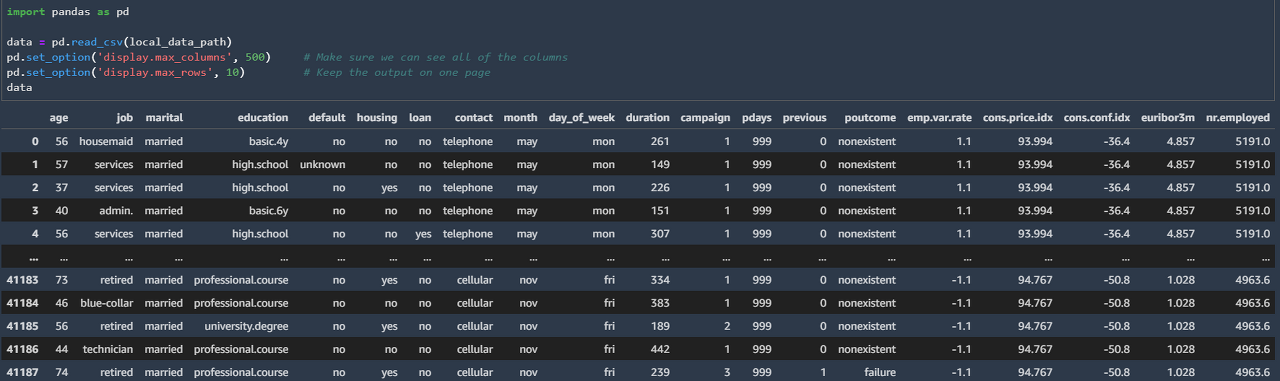 import pandas as pd
data = pd.read_csv(local_data_path)
pd.set_option('display.max_columns', 500)     # Make sure we can see all of the columns
pd.set_option('display.max_rows', 10)         # Keep the output on one page
data
age job marital education default housing loan contact month day_of_week duration campaign pdays previous poutcome emp.var.rate cons.price.idx cons.conf.idx euribor3m nr.employed
0 56 housemaid married basic.4y no no no telephone may mon 261 1 999 0 nonexistent 1.1 93.994 -36.4 4.857 5191.0
1 57 services married high.school unknown no no telephone may mon 149 1 999 0 nonexistent 1.1 93.994 -36.4 4.857 5191.0
2 37 services married high.school no yes no telephone may mon 226 1 999 0 nonexistent 1.1 93.994 -36.4 4.857 5191.0
3 40 admin. married basic.6y no no no telephone may mon 151 1 999 0 nonexistent 1.1 93.994 -36.4 4.857 5191.0
4 56 services married high.school no no yes telephone may mon 307 1 999 0 nonexistent 1.1 93.994 -36.4 4.857 5191.0
... ... ... ... ... ... ... ... ... ... ... ... ... ... ... ... ... ... ... ... ...
41183 73 retired married professional.course no yes no cellular nov fri 334 1 999 0 nonexistent -1.1 94.767 -50.8 1.028 4963.6
41184 46 blue-collar married professional.course no no no cellular nov fri 383 1 999 0 nonexistent -1.1 94.767 -50.8 1.028 4963.6
41185 56 retired married university.degree no yes no cellular nov fri 189 2 999 0 nonexistent -1.1 94.767 -50.8 1.028 4963.6
41186 44 technician married professional.course no no no cellular nov fri 442 1 999 0 nonexistent -1.1 94.767 -50.8 1.028 4963.6
41187 74 retired married professional.course no yes no cellular nov fri 239 3 999 1 failure -1.1 94.767 -50.8 1.028 4963.6